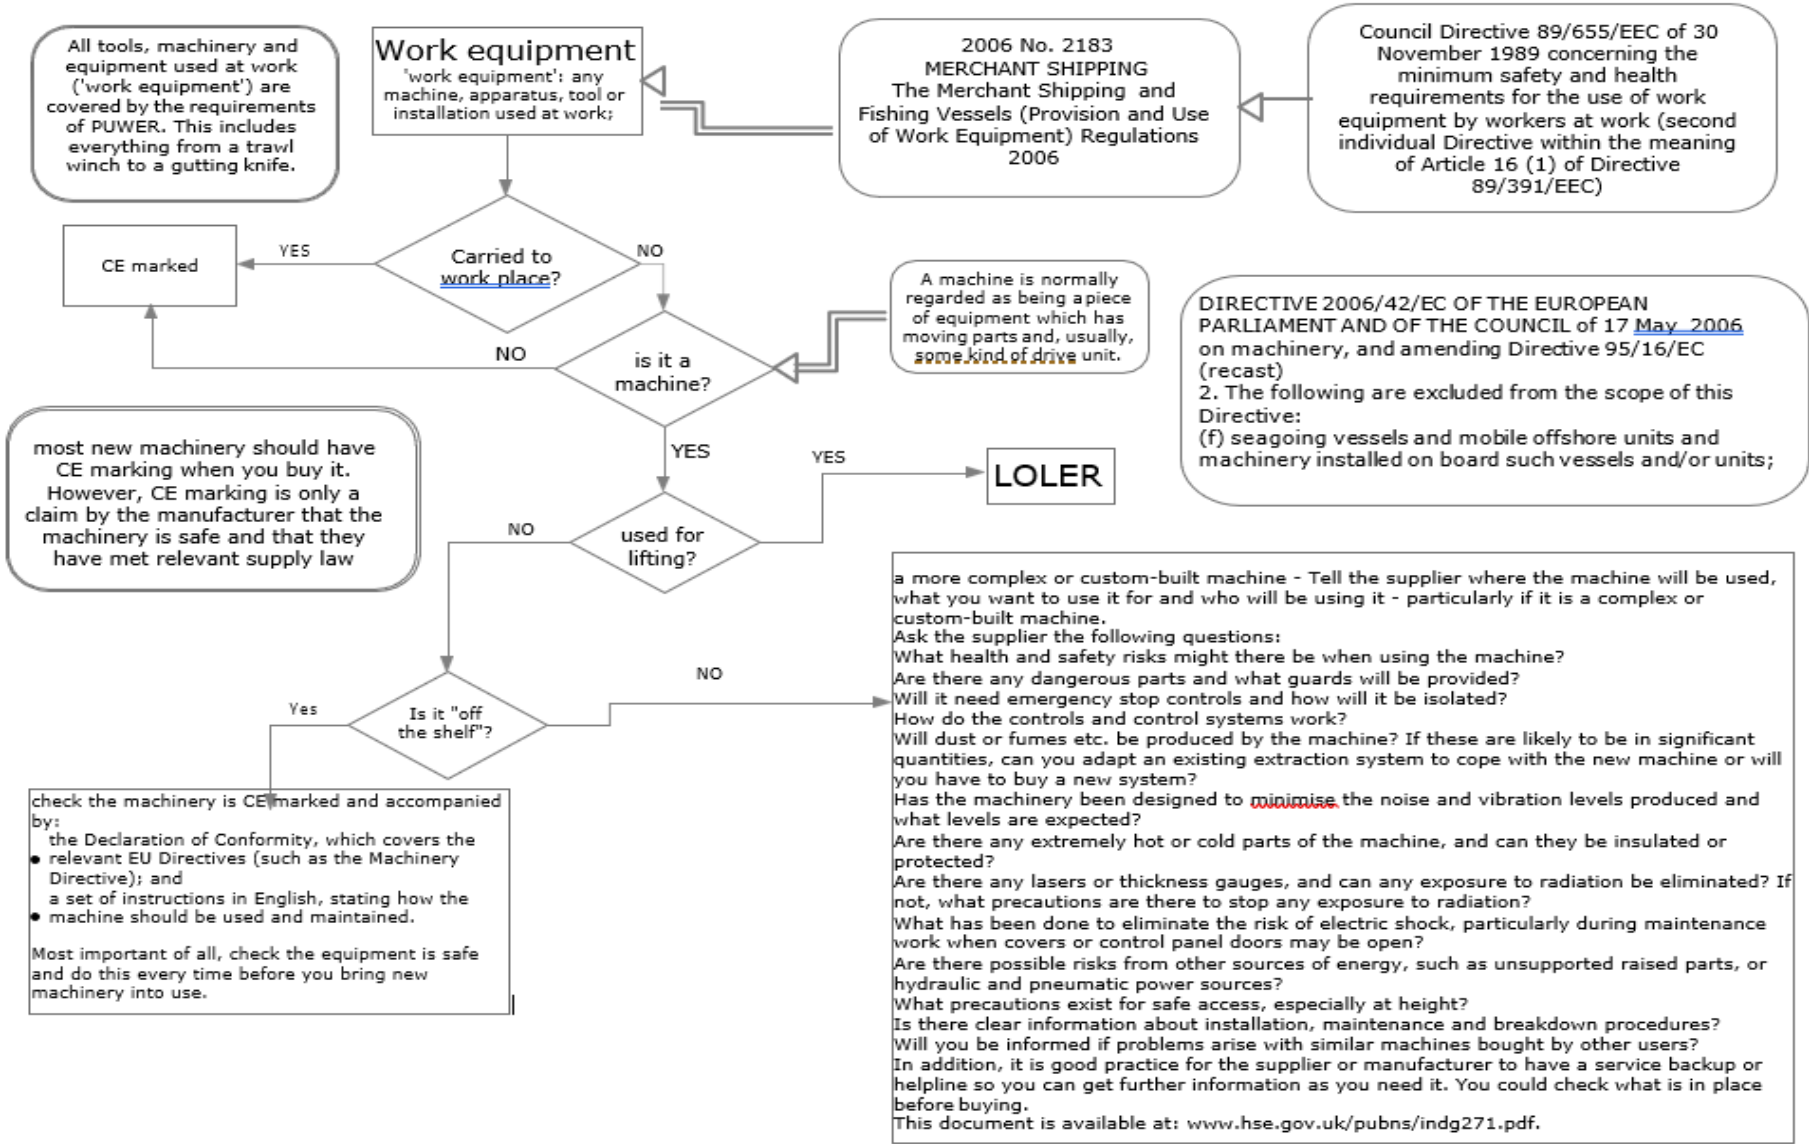 All tools, machinery and
equipment used at work
('work equipment') are
covered by the requirements
of PUWER. This includes
everything from a trawl
winch to a gutting knife.
Work equipment
'work equipment': any
machine, apparatus, tool or
installation used at work;
2006 No. 2183
MERCHANT SHIPPING
The Merchant Shipping and
Fishing Vessels (Provision and Use
of Work Equipment) Regulations
2006
Council Directive 89/655/EEC of 30
November 1989 concerning the
minimum safety and health
requirements for the use of work
equipment by workers at work (second
individual Directive within the meaning
of Article 16 (1) of Directive
89/391/EEC)
CE marked
YES
Carried to
work place?
NO
A machine is normally
regarded as being a piece
of equipment which has
moving parts and, usually,
some kind of drive unit.
DIRECTIVE 2006/42/EC OF THE EUROPEAN
PARLIAMENT AND OF THE COUNCIL of 17 May 2006
on machinery, and amending Directive 95/16/EC
(recast)
2. The following are excluded from the scope of this
Directive:
(f) seagoing vessels and mobile offshore units and
machinery installed on board such vessels and/or units;
NO
is it a
machine?
most new machinery should have
CE marking when you buy it.
However, CE marking is only a
claim by the manufacturer that the
machinery is safe and that they
have met relevant supply law
YES
YES
LOLER
NO
used for
lifting?
a more complex or custom-built machine - Tell the supplier where the machine will be used,
what you want to use it for and who will be using it - particularly if it is a complex or
custom-built machine.
Ask the supplier the following questions:
What health and safety risks might there be when using the machine?
Are there any dangerous parts and what guards will be provided?
Will it need emergency stop controls and how will it be isolated?
How do the controls and control systems work?
Will dust or fumes etc. be produced by the machine? If these are likely to be in significant
quantities, can you adapt an existing extraction system to cope with the new machine or will
you have to buy a new system?
Has the machinery been designed to minimise the noise and vibration levels produced and
what levels are expected?
Are there any extremely hot or cold parts of the machine, and can they be insulated or
protected?
Are there any lasers or thickness gauges, and can any exposure to radiation be eliminated? If
not, what precautions are there to stop any exposure to radiation?
What has been done to eliminate the risk of electric shock, particularly during maintenance
work when covers or control panel doors may be open?
Are there possible risks from other sources of energy, such as unsupported raised parts, or
hydraulic and pneumatic power sources?
What precautions exist for safe access, especially at height?
Is there clear information about installation, maintenance and breakdown procedures?
Will you be informed if problems arise with similar machines bought by other users?
In addition, it is good practice for the supplier or manufacturer to have a service backup or
helpline so you can get further information as you need it. You could check what is in place
before buying.
This document is available at: www.hse.gov.uk/pubns/indg271.pdf.
NO
Yes
Is it "off
the shelf"?
check the machinery is CE marked and accompanied
by:
the Declaration of Conformity, which covers the
• relevant EU Directives (such as the Machinery
Directive); and
a set of instructions in English, stating how the
• machine should be used and maintained.
Most important of all, check the equipment is safe
and do this every time before you bring new
machinery into use.